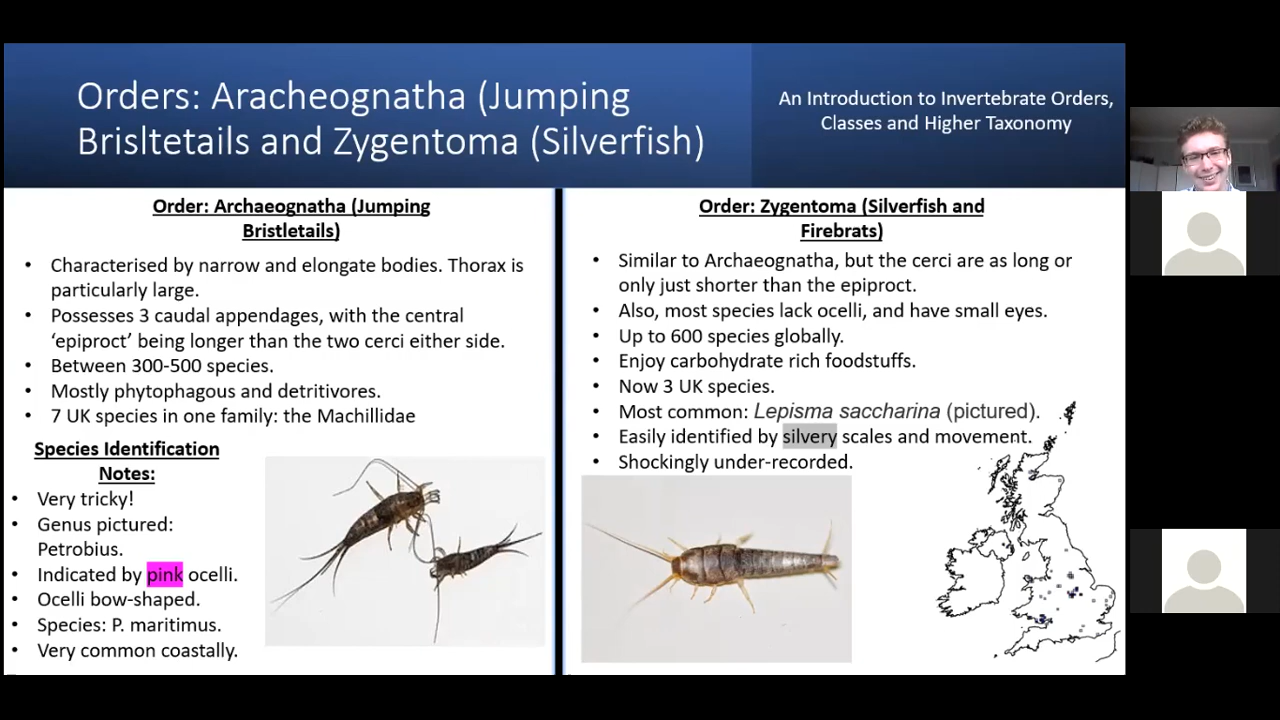 Orders: Aracheognatha (Jumping
Brisltetails and Zygentoma (Silverfish)
An Introduction to Invertebrate Orders,
Classes and Higher Taxonomy
Order: Archaeognatha (Jumping
Bristletails)
• Characterised by narrow and elongate bodies. Thorax is
particularly large.
• Possesses 3 caudal appendages, with the central
‘epiproct’ being longer than the two cerci either side.
• Between 300-500 species.
• Mostly phytophagous and detritivores.
• 7 UK species in one family: the Machillidae
Species Identification
Notes:
• Very tricky!
• Genus pictured:
Petrobius.
• Indicated by pink ocelli.
• Ocelli bow-shaped.
• Species: P. maritimus.
• Very common coastally.
Order: Zygentoma (Silverfish and
Firebrats)
• Similar to Archaeognatha, but the cerci are as long or
only just shorter than the epiproct.
• Also, most species lack ocelli, and have small eyes.
• Up to 600 species globally.
• Enjoy carbohydrate rich foodstuffs.
• Now 3 UK species.
• Most common: Lepisma saccharina (pictured).
• Easily identified by silvery scales and movement.
• Shockingly under-recorded.